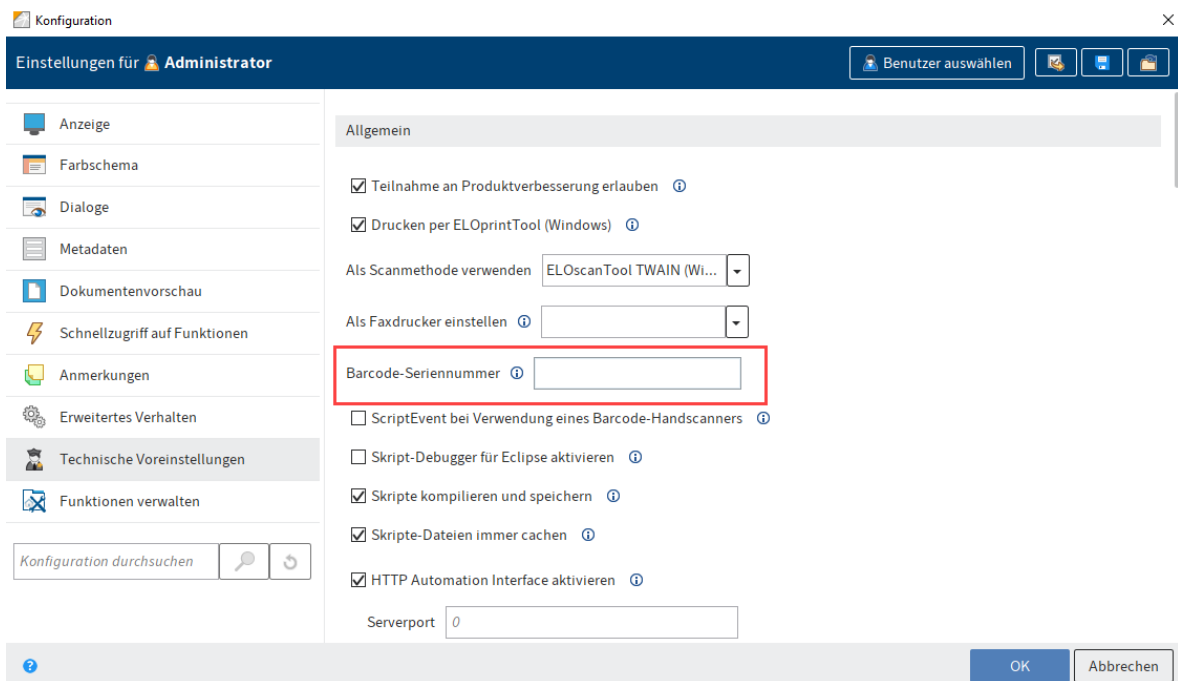 Konfiguration
Einstellungen für Administrator
Benutzer auswählen
Anzeige
Farbschema
Dialoge
Metadaten
Dokumentenvorschau
Schnellzugriff auf Funktionen
Anmerkungen
Erweitertes Verhalten
Technische Voreinstellungen
Funktionen verwalten
Konfiguration durchsuchen
Allgemein
Teilnahme an Produktverbesserung erlauben
Drucken per ELOprintTool (Windows)
Als Scanmethode verwenden ELOscanTool TWAIN (Wi...
Als Faxdrucker einstellen
Barcode-Seriennummer
ScriptEvent bei Verwendung eines Barcode-Handscanners
Skript-Debugger für Eclipse aktivieren
Skripte kompilieren und speichern
Skripte-Dateien immer cachen
HTTP Automation Interface aktivieren
Serverport 0
OK Abbrechen